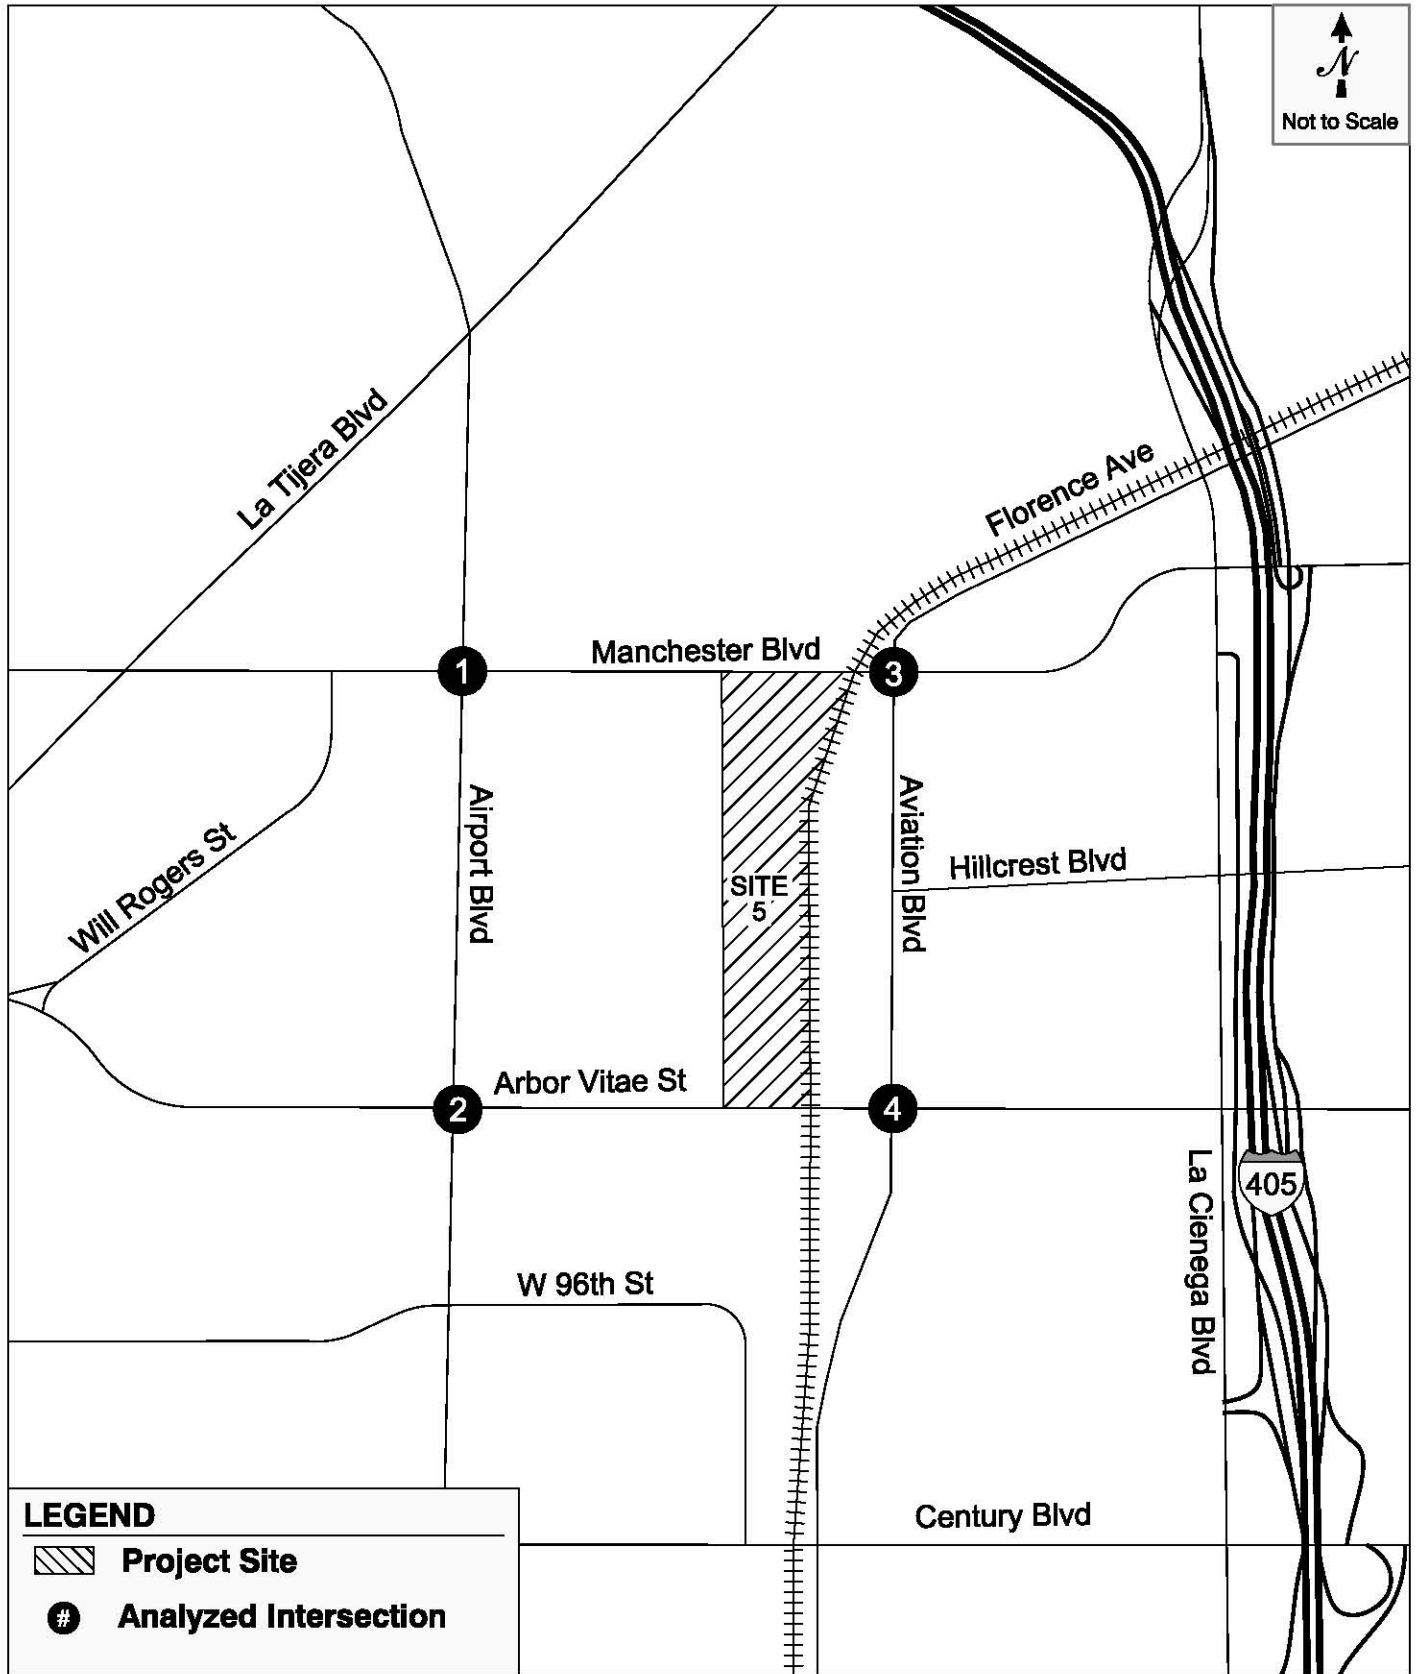 N
Not to Scale
La Tijera Blvd
Florence Ave
Manchester Blvd
1
3
Airport Blvd
Aviation Blvd
Will Rogers St
Hillcrest Blvd
SITE
5
Arbor Vitae St
2
4
La Cienega Blvd
405
W 96th St
Century Blvd
LEGEND
Project Site
# Analyzed Intersection